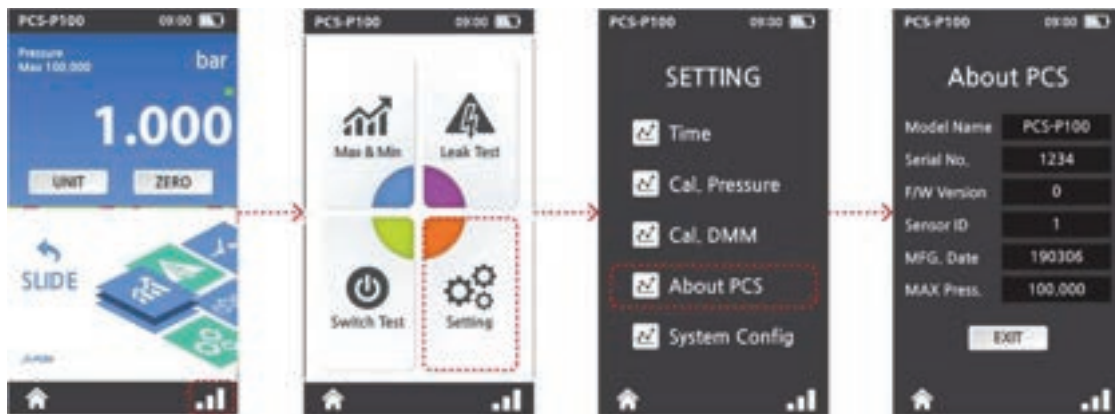 PCS-P100 09:00
Pressure
Max 100.000
bar
1.000
UNIT ZERO
SLIDE
PCS-P100 09:00
Max & Min Leak Test
Switch Test Setting
PCS-P100 09:00
SETTING
Time
Cal. Pressure
Cal. DMM
About PCS
System Config
PCS-P100 09:00
About PCS
Model Name PCS-P100
Serial No. 1234
F/W Version 0
Sensor ID 1
MFG. Date 190306
MAX Press. 100.000
EXIT